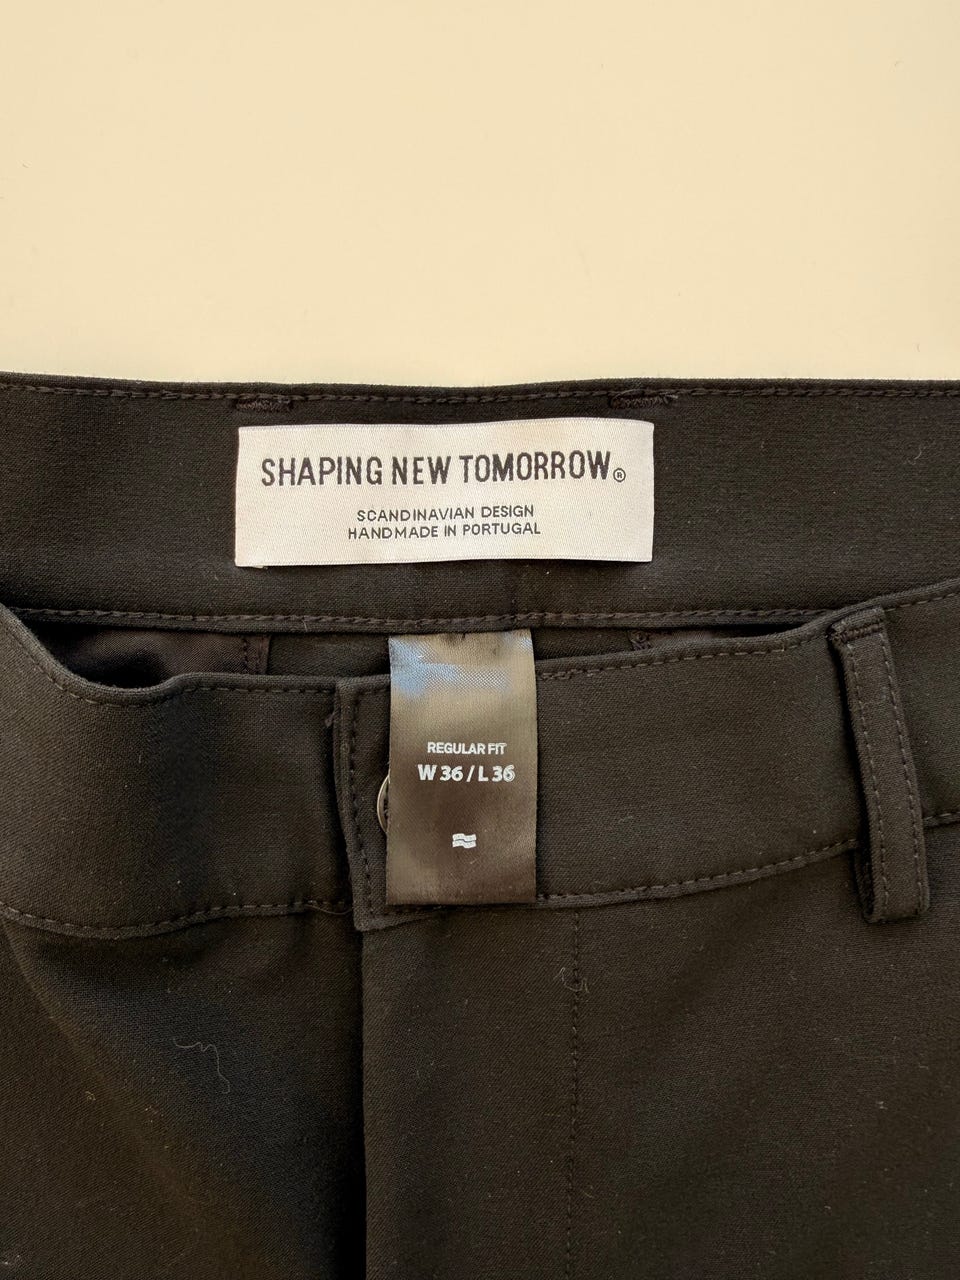 SHAPING NEW TOMORROW®
SCANDINAVIAN DESIGN
HANDMADE IN PORTUGAL
REGULAR FIT
W 36 / L 36